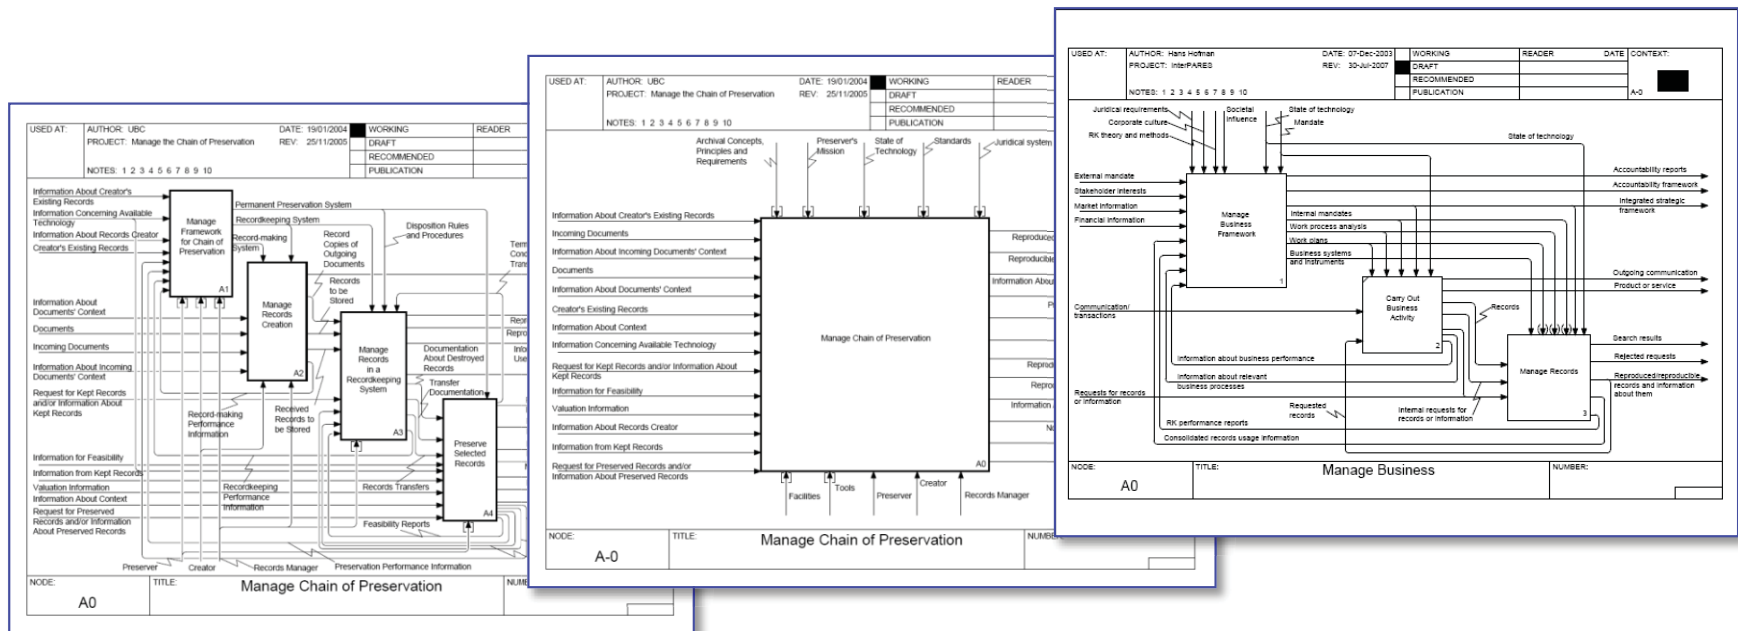 USED AT:
AUTHOR: UBC
DATE: 19/01/2004
PROJECT: Manage the Chain of Preservation
REV: 25/11/2005
NOTES: 1 2 3 4 5 6 7 8 9 10
WORKING
DRAFT
RECOMMENDED
PUBLICATION
READER
Information About Creator's
Existing Records
Information Concerning Available
Technology
Information About Records Creator
Creator's Existing Records
Information About
Documents' Context
Documents
Incoming Documents
Information About Incoming
Documents' Context
Request for Kept Records
and/or Information About
Kept Records
Information for Feasibility
Information from Kept Records
Valuation Information
Information About Context
Request for Preserved
Records and/or Information
About Preserved Records
Manage
Framework
for Chain of
Preservation
A1
Permanent Preservation System
Recordkeeping System
Record-making
System
Record
Copies of
Outgoing
Documents
Disposition Rules
and Procedures
Records
to be
Stored
Manage
Records
Creation
A2
Manage
Records
in a
Recordkeeping
System
A3
Documentation
About Destroyed
Records
Transfer
Documentation
Record-making
Performance
Information
Received
Records to
be Stored
Preserve
Selected
Records
A4
Recordkeeping
Performance
Information
Records Transfers
Feasibility Reports
Preserver
Creator
Records Manager
Preservation Performance Information
NODE:
A0
TITLE:
Manage Chain of Preservation
USED AT:
AUTHOR: UBC
DATE: 19/01/2004
PROJECT: Manage the Chain of Preservation
REV: 25/11/2005
NOTES: 1 2 3 4 5 6 7 8 9 10
WORKING
DRAFT
RECOMMENDED
PUBLICATION
READER
Archival Concepts,
Principles and
Requirements
Preserver's
Mission
State of
Technology
Standards
Juridical system
Information About Creator's Existing Records
Incoming Documents
Information About Incoming Documents' Context
Documents
Information About Documents' Context
Creator's Existing Records
Information About Context
Information Concerning Available Technology
Request for Kept Records and/or Information About
Kept Records
Information for Feasibility
Valuation Information
Information About Records Creator
Information from Kept Records
Request for Preserved Records and/or
Information About Preserved Records
Manage Chain of Preservation
A0
Reproduced
Reproducible
Information
Facilities
Tools
Preserver
Creator
Records Manager
NODE:
A-0
TITLE:
Manage Chain of Preservation
USED AT:
AUTHOR: Hans Hofman
DATE: 07-Dec-2003
PROJECT: InterPARES
REV: 30-Jul-2007
NOTES: 1 2 3 4 5 6 7 8 9 10
WORKING
DRAFT
RECOMMENDED
PUBLICATION
READER
DATE
CONTEXT:
A-0
Juridical requirements
Corporate culture
RK theory and methods
Societal
Influence
State of technology
Mandate
State of technology
External mandate
Stakeholder interests
Market information
Financial information
Manage
Business
Framework
1
Accountability reports
Accountability framework
Integrated strategic
framework
Internal mandates
Work process analysis
Work plans
Business systems
and instruments
Outgoing communication
Product or service
Communication/
transactions
Carry Out
Business
Activity
2
Records
Manage Records
3
Search results
Rejected requests
Reproduced/reproducible
records and information
about them
Information about business performance
Information about relevant
business processes
Requests for records
or information
Requested
records
Internal requests for
records or information
RK performance reports
Consolidated records usage information
NODE:
A0
TITLE:
Manage Business
NUMBER: